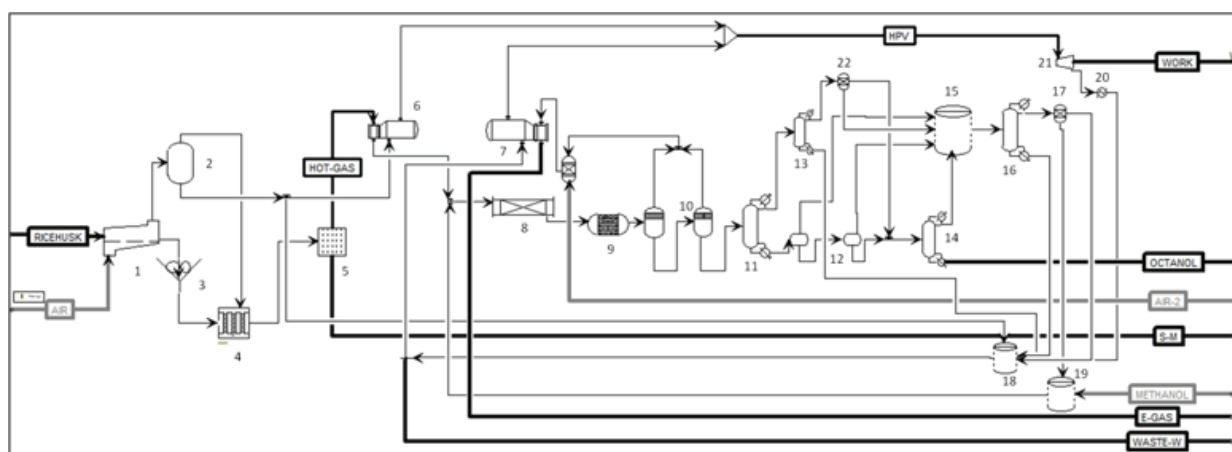 HPV
22
21
WORK
20
15
17
6
7
2
13
16
HOT-GAS
10
RICEHUSK
8
14
9
1
3
5
11
12
OCTANOL
AIR
AIR-2
4
S-M
18
19
METHANOL
E-GAS
WASTE-W